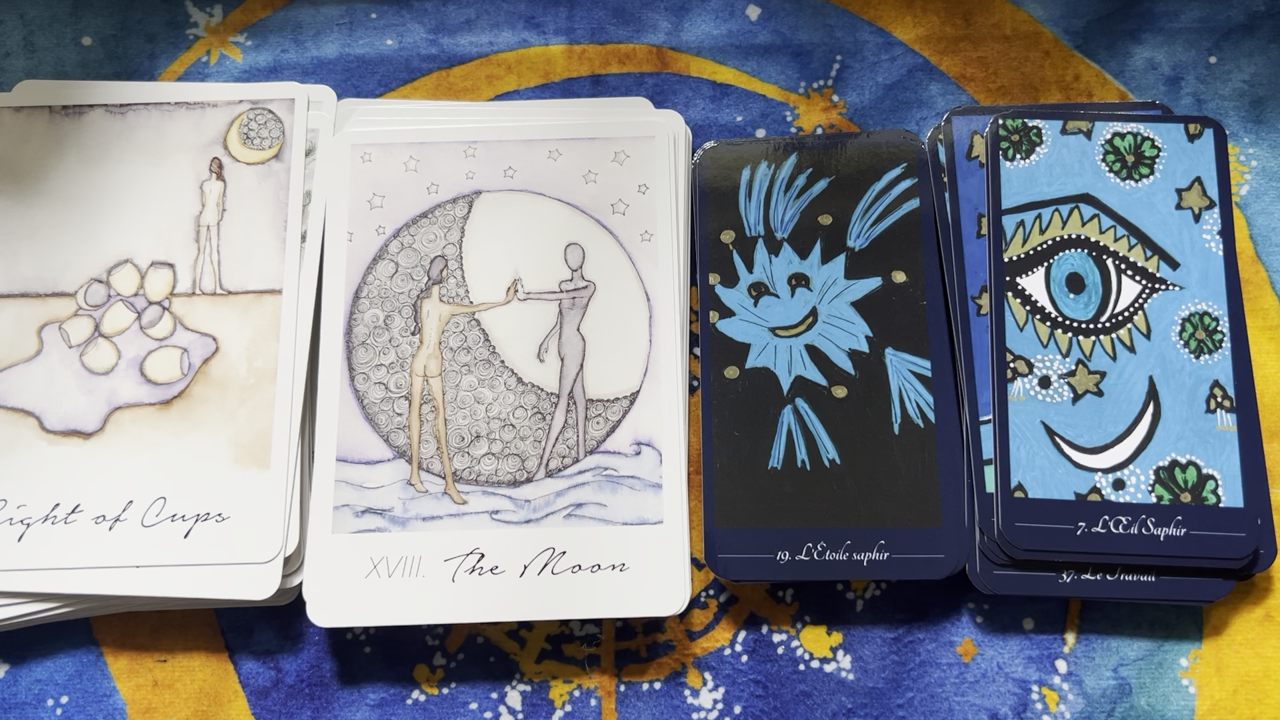 ight of Cups
XVIII. The Moon
19. L'Étoile saphir
7. L'Œil Saphir
37. Le Travail